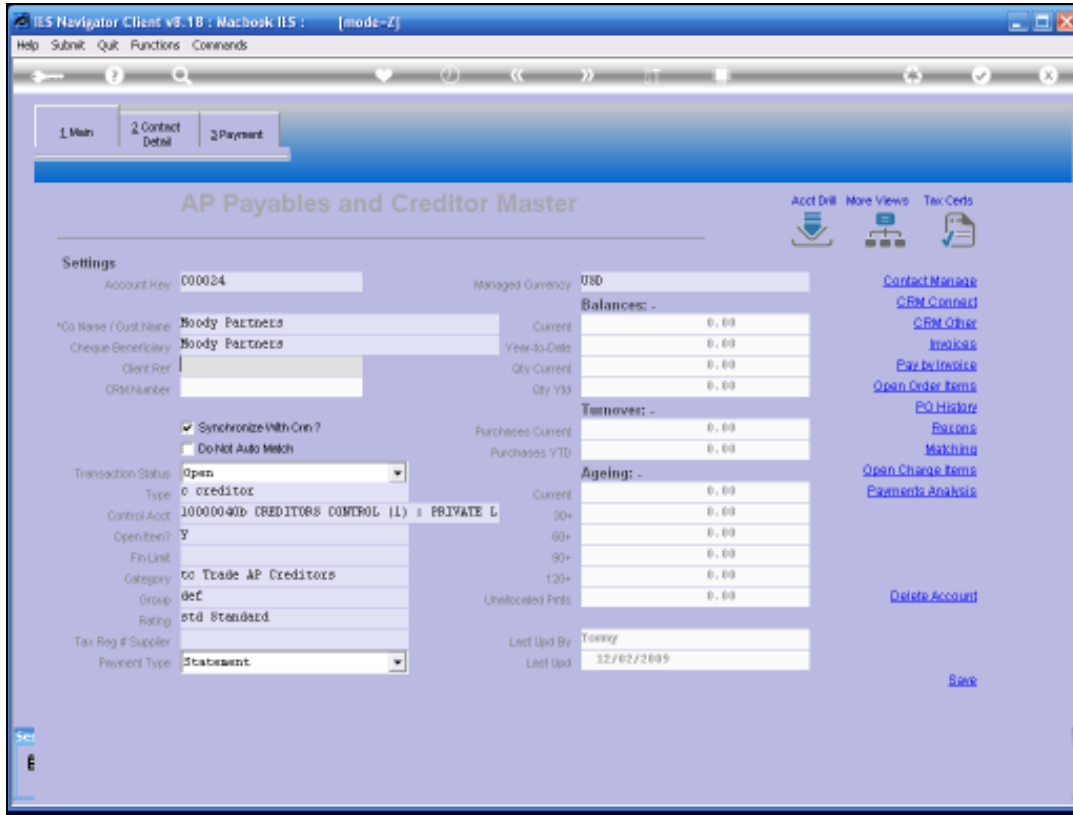 IES Navigator Client v8.18 : Macbook IES : [mode-Z]
Help Submit Quit Functions Commands
1 Main
2 Contact Detail
3 Payment
AP Payables and Creditor Master
Acct Drill More Views Tax Certs
Settings
Account Key C00024 Managed Currency USD
Contact Manage
Balances: -
CRM Connect
*Co Name / Cust Name Moody Partners Current 0.00
CRM Other
Cheque Beneficiary Moody Partners Year-to-Date 0.00
Invoices
Client Ref Qty Current 0.00
Pay by Invoice
CRM Number Qty Ytd 0.00
Open Order Items
Turnover: -
PO History
Synchronize With Crm ? Purchases Current 0.00
Recons
Do Not Auto Match Purchases YTD 0.00
Matching
Transaction Status Open Ageing: -
Open Charge Items
Type c creditor Current 0.00
Payments Analysis
Control Acct 10000040b CREDITORS CONTROL (1) : PRIVATE L 30+ 0.00
Open Item? y 60+ 0.00
Fin Limit 90+ 0.00
Category tc Trade AP Creditors 120+ 0.00
Group def Unallocated Pmts 0.00
Delete Account
Rating std Standard
Tax Reg # Supplier Last Upd By Tommy
Payment Type Statement Last Upd 12/02/2009
Save